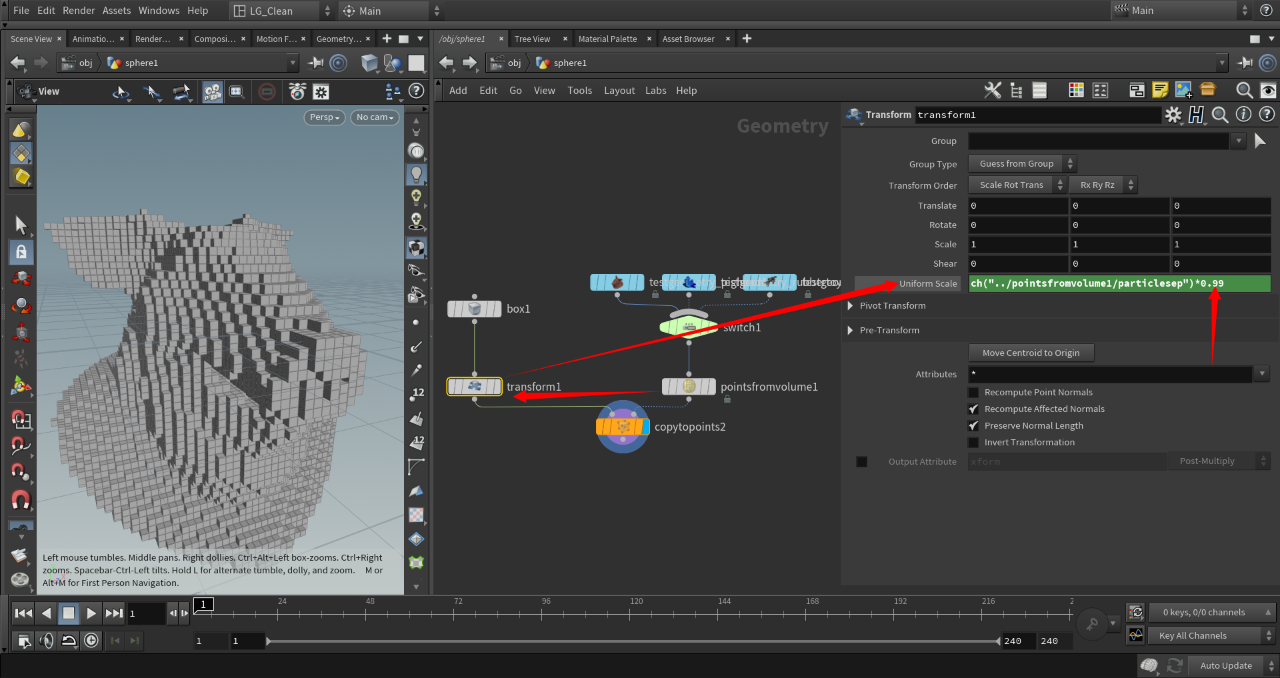 File Edit Render Assets Windows Help LG_Clean Main Main
Scene View Animatio... Render... Composi... Motion F... Geometry... /obj/sphere1 Tree View Material Palette Asset Browser
obj sphere1 obj sphere1
View Add Edit Go View Tools Layout Labs Help
Persp No cam Geometry
Transform transform1
Group
Group Type Guess from Group
Transform Order Scale Rot Trans Rx Ry Rz
Translate 0 0 0
Rotate 0 0 0
Scale 1 1 1
Shear 0 0 0
Uniform Scale ch("../pointsfromvolume1/particlesep")*0.99
Pivot Transform
box1
switch1
Pre-Transform
Move Centroid to Origin
Attributes *
transform1
pointsfromvolume1
Recompute Point Normals
Recompute Affected Normals
Preserve Normal Length
copytopoints2
Invert Transformation
Output Attribute xform Post-Multiply
12
12
Left mouse tumbles. Middle pans. Right dollies. Ctrl+Alt+Left box-zooms. Ctrl+Right
zooms. Spacebar-Ctrl-Left tilts. Hold L for alternate tumble, dolly, and zoom. M or
Alt+M for First Person Navigation.
1 1 24 48 72 96 120 144 168 192 216 2
0 keys, 0/0 channels
1 1 240 240
Key All Channels
Auto Update